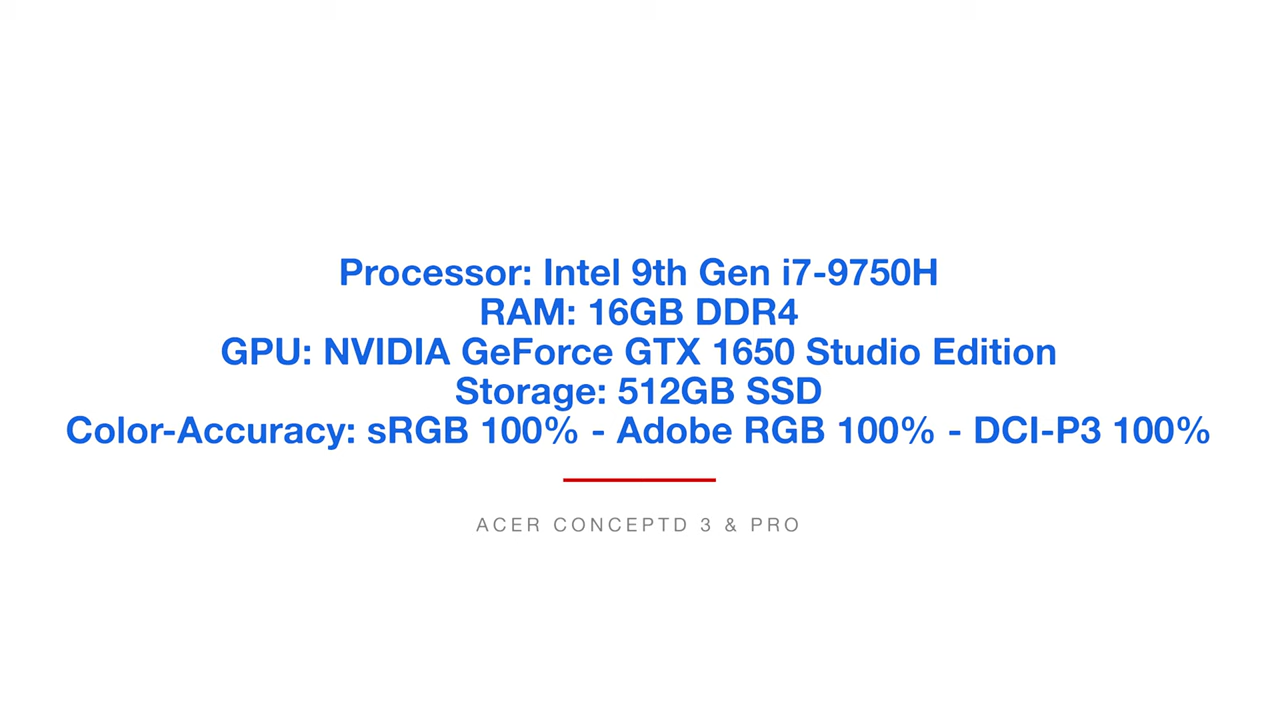 Processor: Intel 9th Gen i7-9750H
RAM: 16GB DDR4
GPU: NVIDIA GeForce GTX 1650 Studio Edition
Storage: 512GB SSD
Color-Accuracy: sRGB 100% - Adobe RGB 100% - DCI-P3 100%
ACER CONCEPTD 3 & PRO